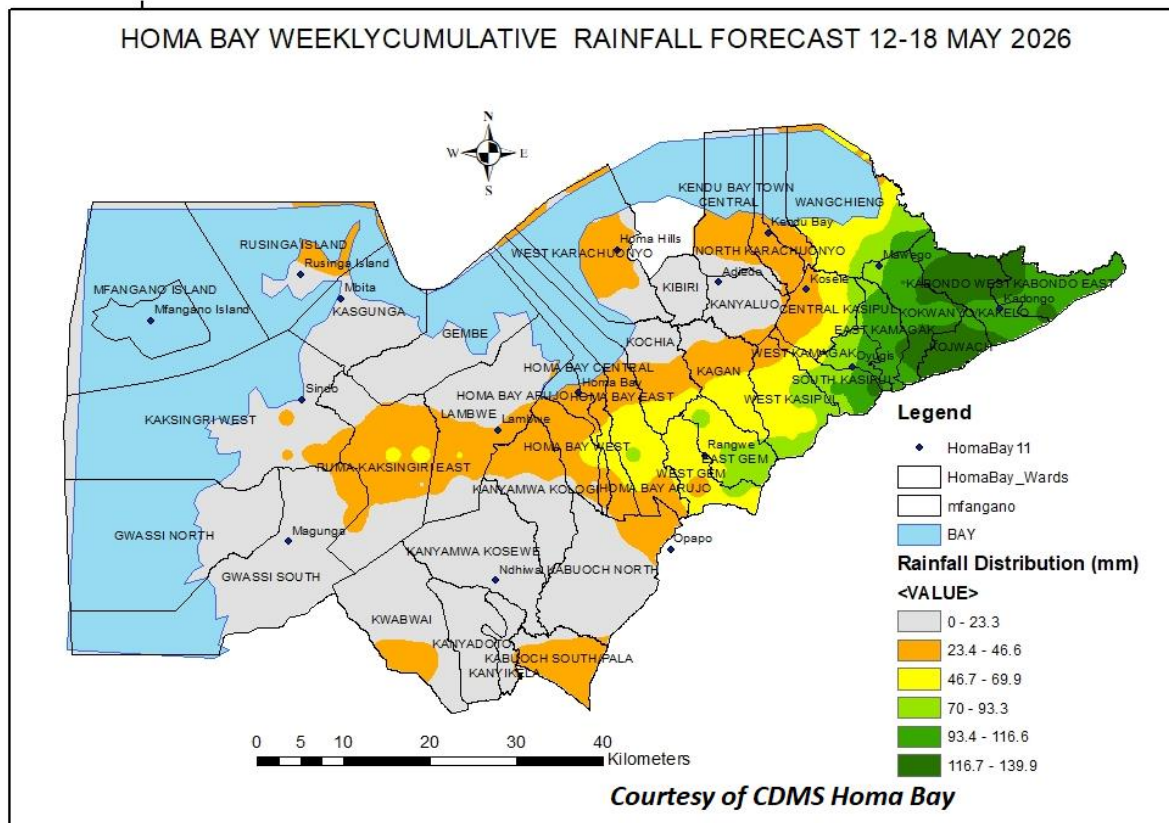 HOMA BAY WEEKLYCUMULATIVE RAINFALL FORECAST 12-18 MAY 2026
N
W
E
S
KENDU BAY TOWN
CENTRAL
WANGCHIENG
Kendu Bay
RUSINGA ISLAND
Rusinga Island
WEST KARACHUONYO
Homa Hills
NORTH KARACHUONYO
Mawego
MFANGANO ISLAND
Mfangano Island
Mbita
KASGUNGA
KIBIRI
Adiedo
KANYALUO
Kosele
KABONDO WEST
KABONDO EAST
Kadongo
GEMBE
KOCHIA
CENTRAL KASIPUL
KOKWANYO/KAKELO
EAST KAMAGAK
WEST KAMAGAK
KOJWACH
Oyugis
HOMA BAY CENTRAL
KAGAN
SOUTH KASIPUL
Sindo
Homa Bay
HOMA BAY ARUJO
HOMA BAY EAST
WEST KASIPUL
KAKSINGRI WEST
LAMBWE
Lambwe
HOMA BAY WEST
Rangwe
EAST GEM
RUMA-KAKSINGIRI EAST
WEST GEM
KANYAMWA KOLOGI
HOMA BAY ARUJO
GWASSI NORTH
Magunga
Opapo
KANYAMWA KOSEWE
GWASSI SOUTH
Ndhiwa
KABUOCH NORTH
KWABWAI
KANYADOTO
KABUOCH SOUTH/PALA
KANYIKELA
Legend
HomaBay11
HomaBay_Wards
mfangano
BAY
Rainfall Distribution (mm)
<VALUE>
0 - 23.3
23.4 - 46.6
46.7 - 69.9
70 - 93.3
93.4 - 116.6
116.7 - 139.9
0 5 10 20 30 40
Kilometers
Courtesy of CDMS Homa Bay